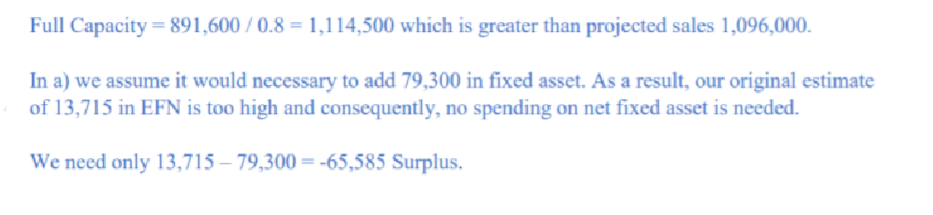 Full Capacity = 891,600 / 0.8 = 1,114,500 which is greater than projected sales 1,096,000.
In a) we assume it would necessary to add 79,300 in fixed asset. As a result, our original estimate
of 13,715 in EFN is too high and consequently, no spending on net fixed asset is needed.
We need only 13,715 – 79,300 = -65,585 Surplus.